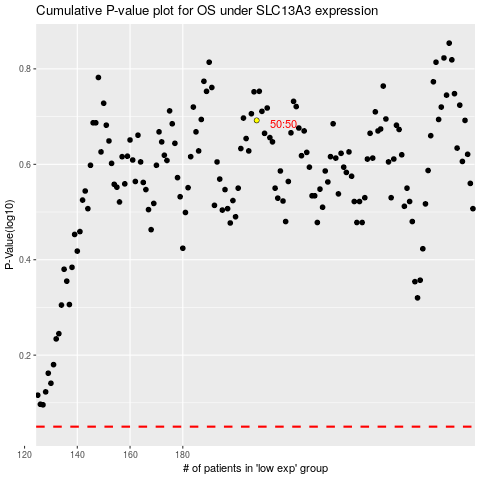 Cumulative P-value plot for OS under SLC13A3 expression
P-Value(log10)
0.8
0.6
0.4
0.2
50:50
120 140 160 180
# of patients in 'low exp' group